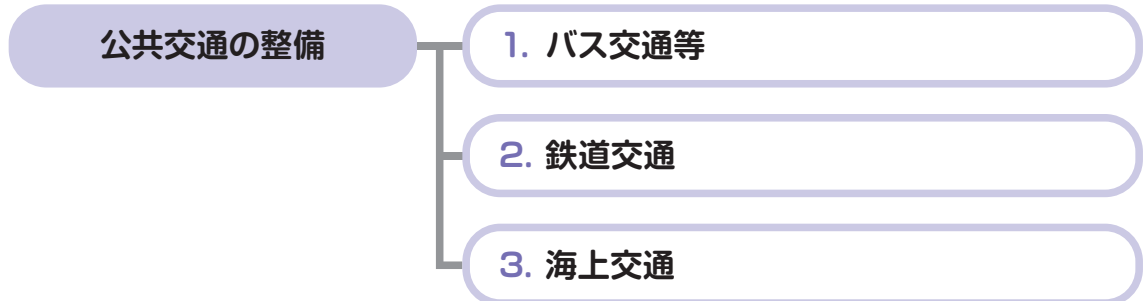 公共交通の整備
1. バス交通等
2. 鉄道交通
3. 海上交通